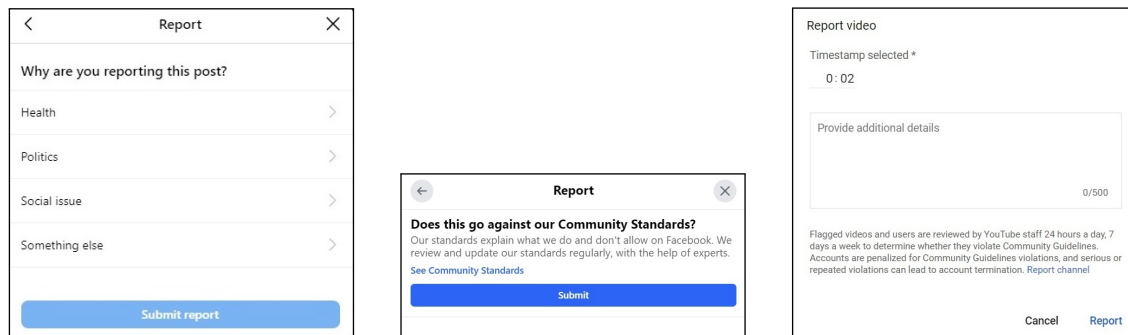 Report
Why are you reporting this post?
Health
Politics
Social issue
Something else
Submit report
Report
Does this go against our Community Standards?
Our standards explain what we do and don't allow on Facebook. We
review and update our standards regularly, with the help of experts.
See Community Standards
Submit
Report video
Timestamp selected *
0 : 02
Provide additional details
0/500
Flagged videos and users are reviewed by YouTube staff 24 hours a day, 7
days a week to determine whether they violate Community Guidelines.
Accounts are penalized for Community Guidelines violations, and serious or
repeated violations can lead to account termination. Report channel
Cancel Report